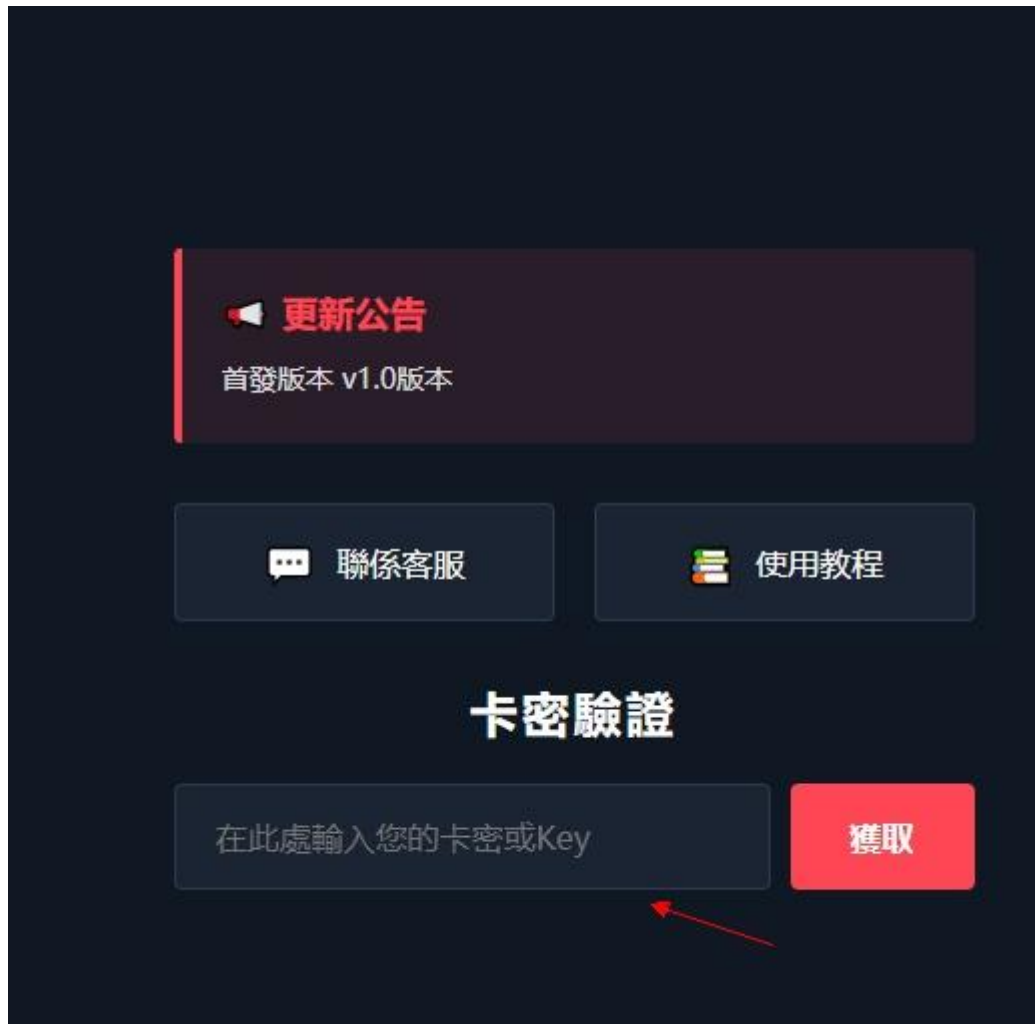 更新公告
首發版本 v1.0版本
聯係客服
使用教程
卡密驗證
在此處輸入您的卡密或Key
獲取